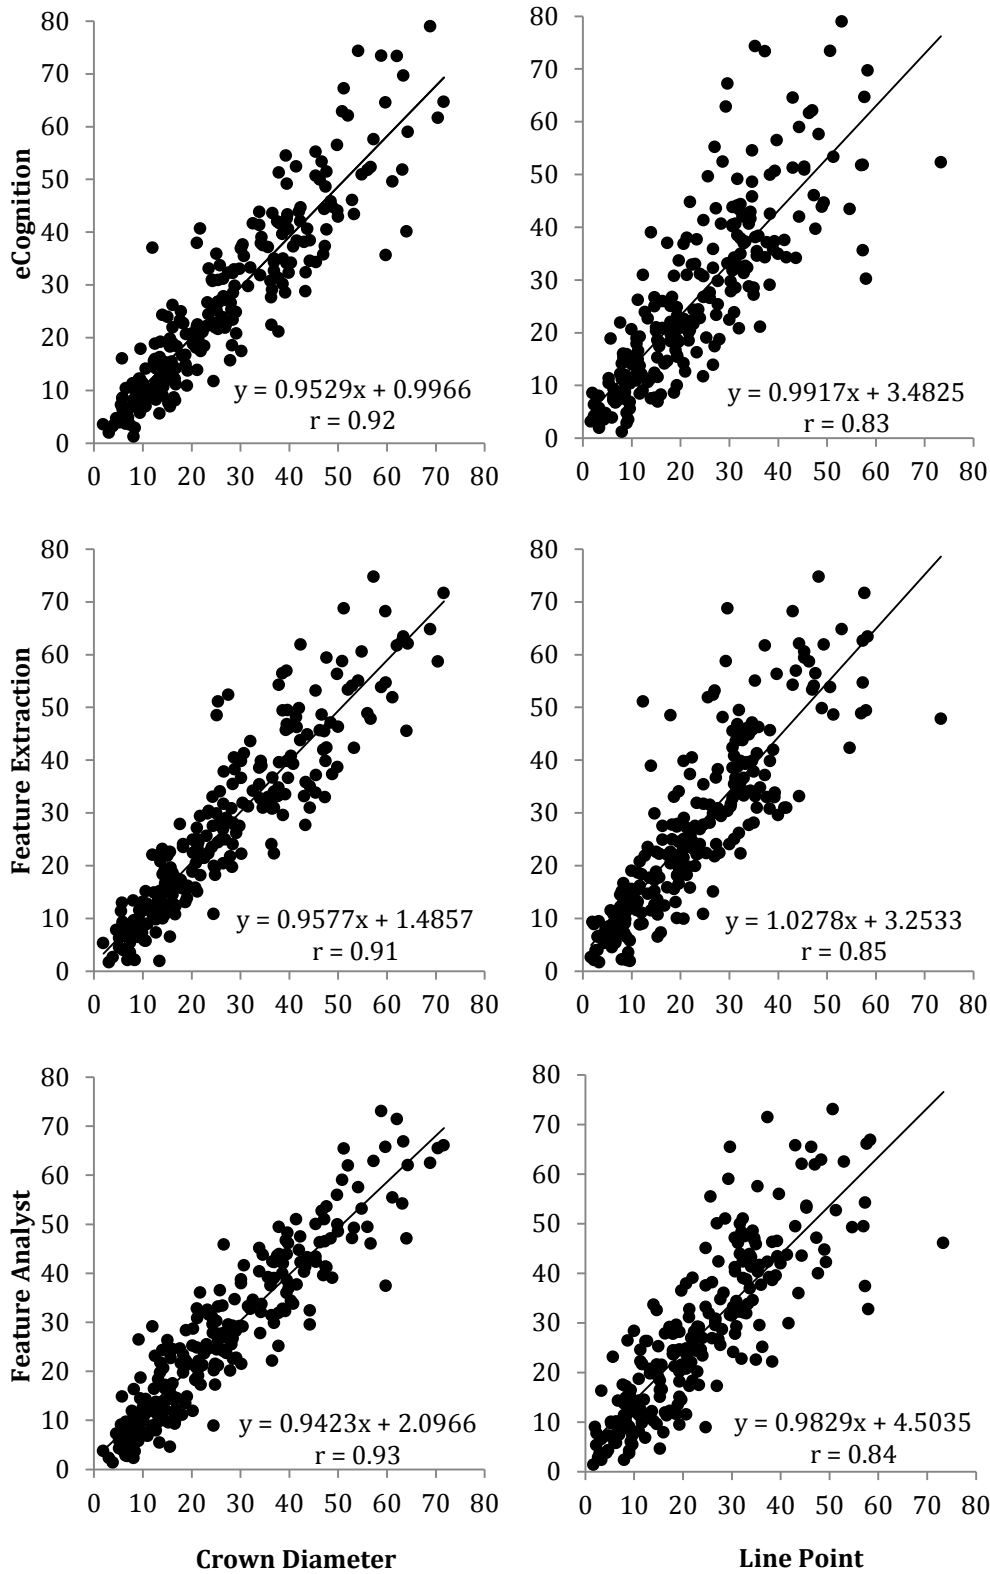 80
70
60
50
40
30
20
10
0
eCognition
y = 0.9529x + 0.9966
r = 0.92
0 10 20 30 40 50 60 70 80
80
70
60
50
40
30
20
10
0
y = 0.9917x + 3.4825
r = 0.83
0 10 20 30 40 50 60 70 80
80
70
60
50
40
30
20
10
0
Feature Extraction
y = 0.9577x + 1.4857
r = 0.91
0 10 20 30 40 50 60 70 80
80
70
60
50
40
30
20
10
0
y = 1.0278x + 3.2533
r = 0.85
0 10 20 30 40 50 60 70 80
80
70
60
50
40
30
20
10
0
Feature Analyst
y = 0.9423x + 2.0966
r = 0.93
0 10 20 30 40 50 60 70 80
Crown Diameter
80
70
60
50
40
30
20
10
0
y = 0.9829x + 4.5035
r = 0.84
0 10 20 30 40 50 60 70 80
Line Point